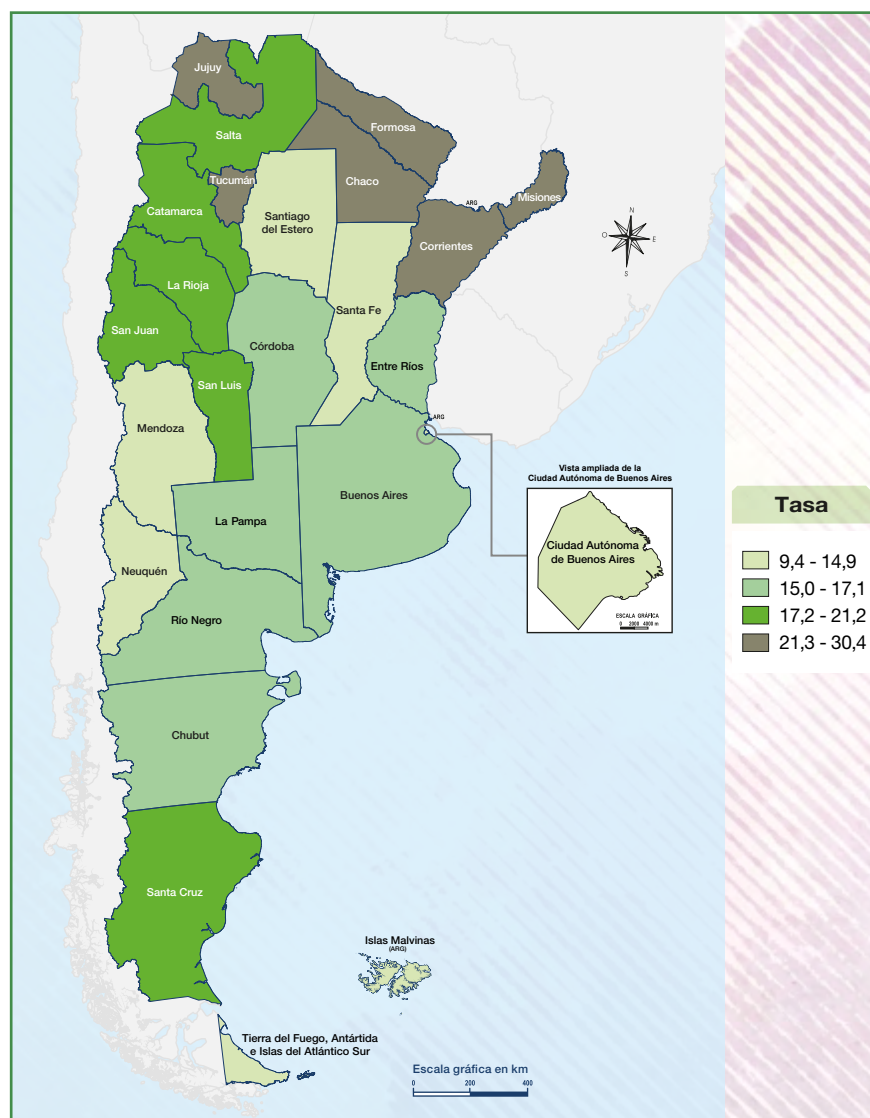 Jujuy
Salta
Formosa
Chaco
Tucumán
Misiones
ARG
Catamarca
Santiago
del Estero
Corrientes
N
O
E
S
La Rioja
Santa Fe
San Juan
Córdoba
Entre Ríos
San Luis
ARG
Mendoza
Vista ampliada de la
Ciudad Autónoma de Buenos Aires
Buenos Aires
La Pampa
Ciudad Autónoma
de Buenos Aires
ESCALA GRÁFICA
0 2000 4000 m
Neuquén
Río Negro
Chubut
Santa Cruz
Islas Malvinas
(ARG)
Tierra del Fuego, Antártida
e Islas del Atlántico Sur
Escala gráfica en km
0 200 400
Tasa
9,4 - 14,9
15,0 - 17,1
17,2 - 21,2
21,3 - 30,4